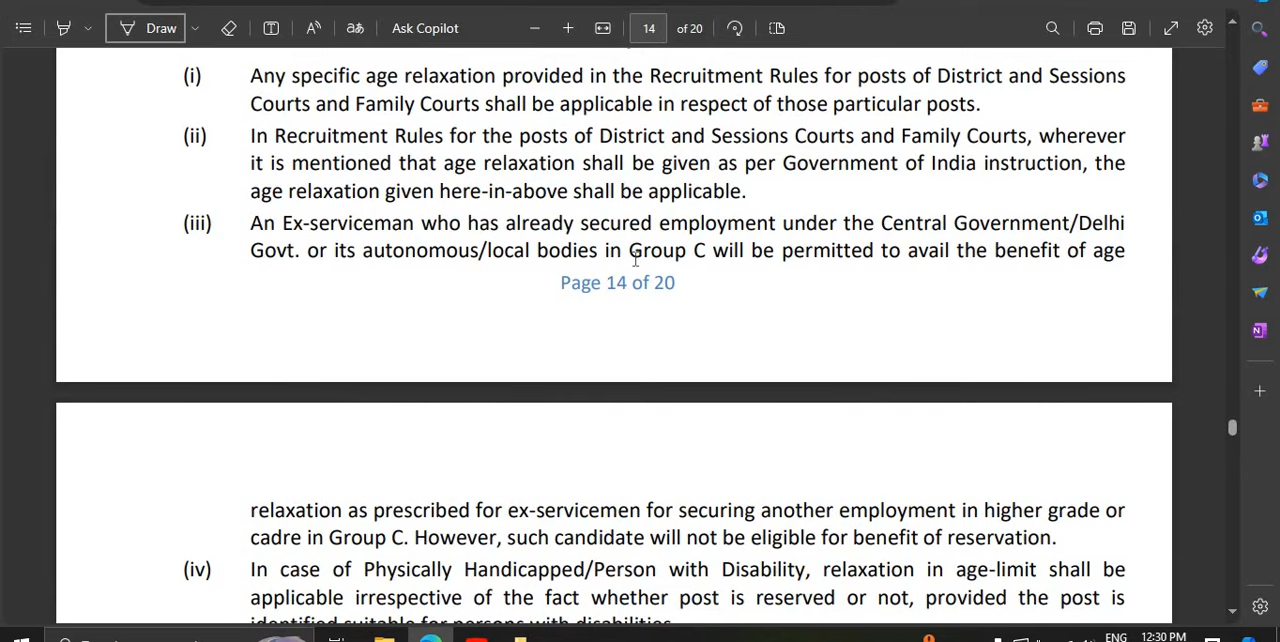 Draw
A
aあ
Ask Copilot
14
of 20
(i) Any specific age relaxation provided in the Recruitment Rules for posts of District and Sessions
Courts and Family Courts shall be applicable in respect of those particular posts.
(ii) In Recruitment Rules for the posts of District and Sessions Courts and Family Courts, wherever
it is mentioned that age relaxation shall be given as per Government of India instruction, the
age relaxation given here-in-above shall be applicable.
(iii) An Ex-serviceman who has already secured employment under the Central Government/Delhi
Govt. or its autonomous/local bodies in Group C will be permitted to avail the benefit of age
Page 14 of 20
relaxation as prescribed for ex-servicemen for securing another employment in higher grade or
cadre in Group C. However, such candidate will not be eligible for benefit of reservation.
(iv) In case of Physically Handicapped/Person with Disability, relaxation in age-limit shall be
applicable irrespective of the fact whether post is reserved or not, provided the post is
identified suitable for persons with disabilities.
ENG
12:30 PM